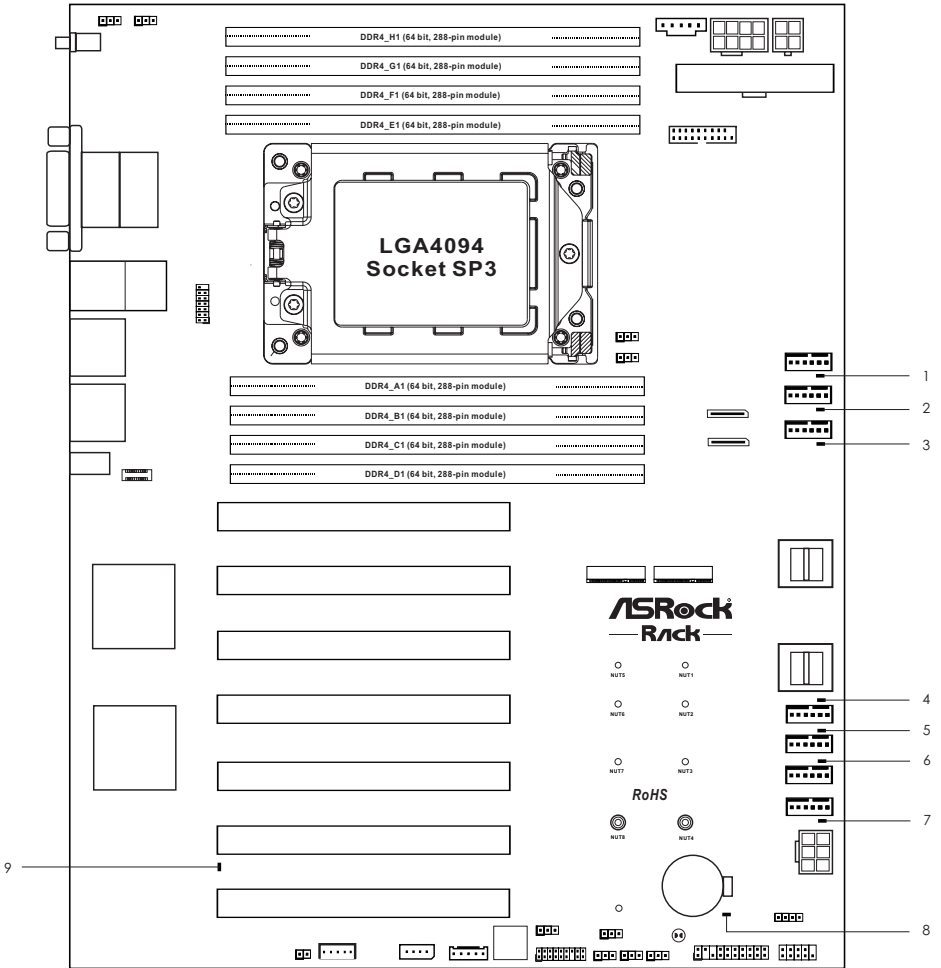 DDR4_H1 (64 bit, 288-pin module)
DDR4_G1 (64 bit, 288-pin module)
DDR4_F1 (64 bit, 288-pin module)
DDR4_E1 (64 bit, 288-pin module)
LGA4094
Socket SP3
DDR4_A1 (64 bit, 288-pin module)
1
DDR4_B1 (64 bit, 288-pin module)
2
DDR4_C1 (64 bit, 288-pin module)
3
DDR4_D1 (64 bit, 288-pin module)
ASRock
Rack
NUT5 NUT1
4
NUT6 NUT2
5
6
NUT7 NUT3
RoHS
7
NUT8 NUT4
9
8